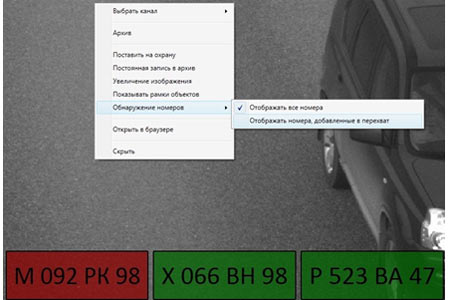 Выбрать канал
Архив
Поставить на охрану
Постоянная запись в архив
Увеличение изображения
Показывать рамки объектов
Обнаружение номеров
Отображать все номера
Отображать номера, добавленные в перехват
Открыть в браузере
Скрыть
М 092 РК 98
Х 066 ВН 98
Р 523 ВА 47